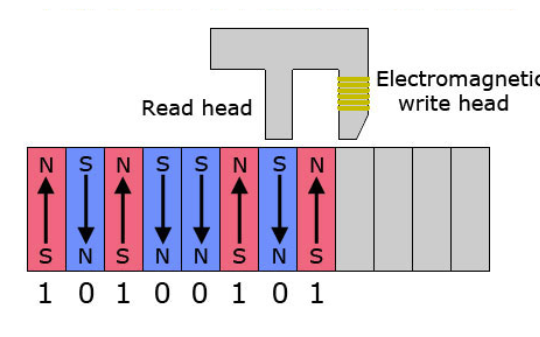 Electromagnetic
write head
Read head
N S N S S N S N
S N S N N S N S
1 0 1 0 0 1 0 1